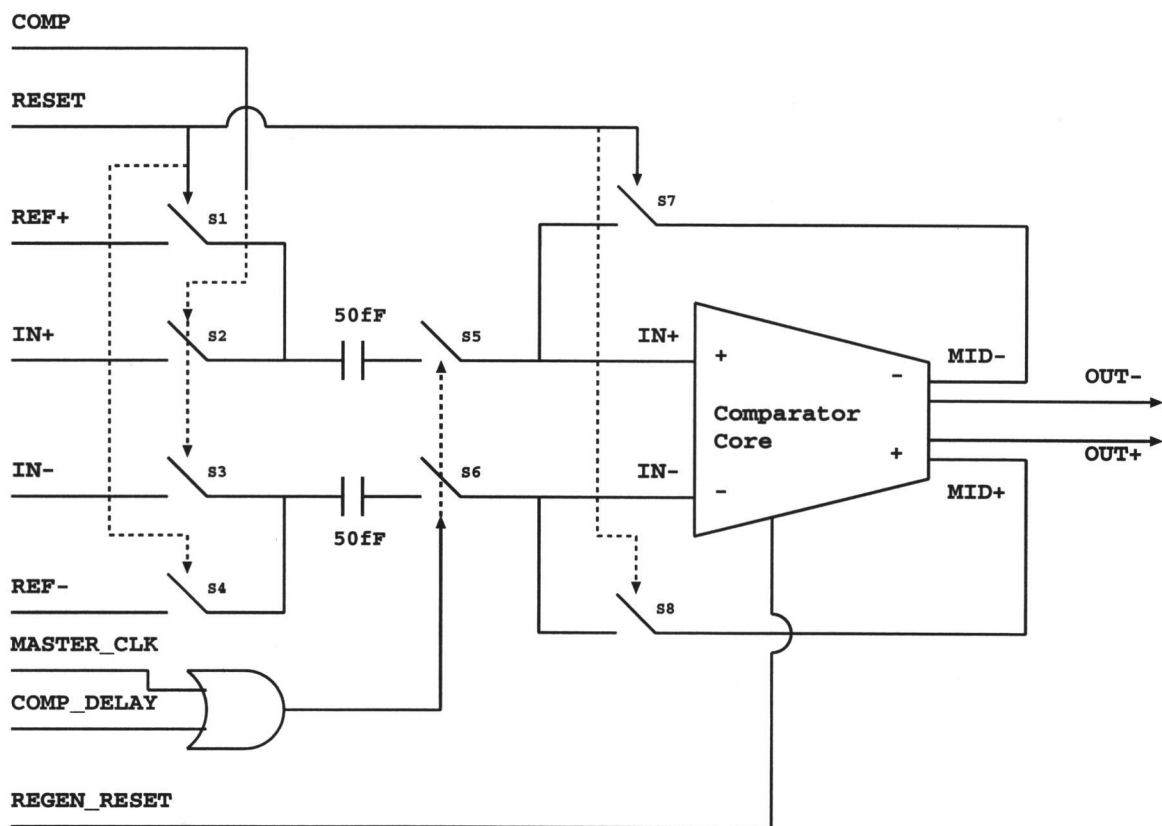 COMP
RESET
REF+
S1
S7
IN+
S2
50fF
S5
IN+
+
-
MID-
OUT-
Comparator
Core
IN-
S3
50fF
S6
IN-
-
+
OUT+
MID+
REF-
S4
S8
MASTER_CLK
COMP_DELAY
REGEN_RESET